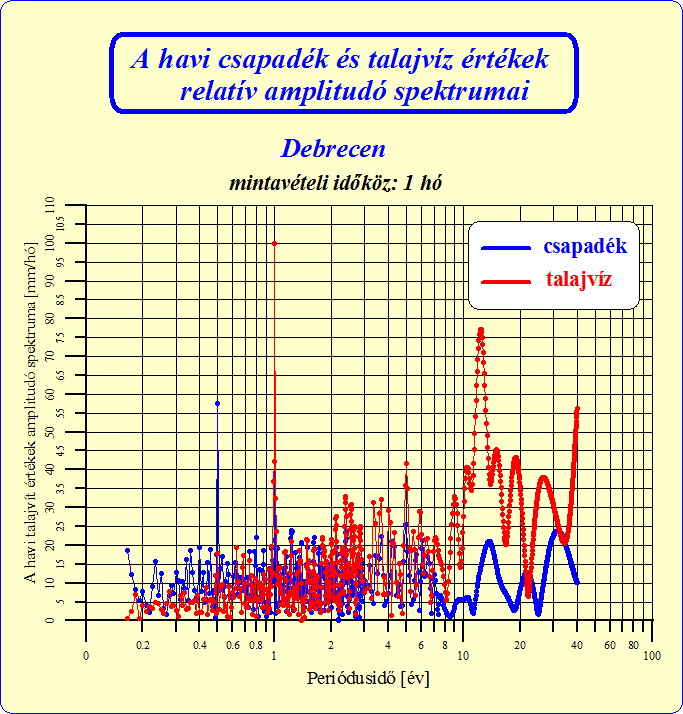 A havi csapadék és talajvíz értékek
relatív amplitudó spektrumai
Debrecen
mintavételi időköz: 1 hó
csapadék
talajvíz
A havi talajvít értékek amplitudó spektruma [mm/hó]
110
105
100
95
90
85
80
75
70
65
60
55
50
45
40
35
30
25
20
15
10
5
0
0.2 0.4 0.6 0.8 2 4 6 8 20 40 60 80
0 1 10 100
Periódusidő [év]